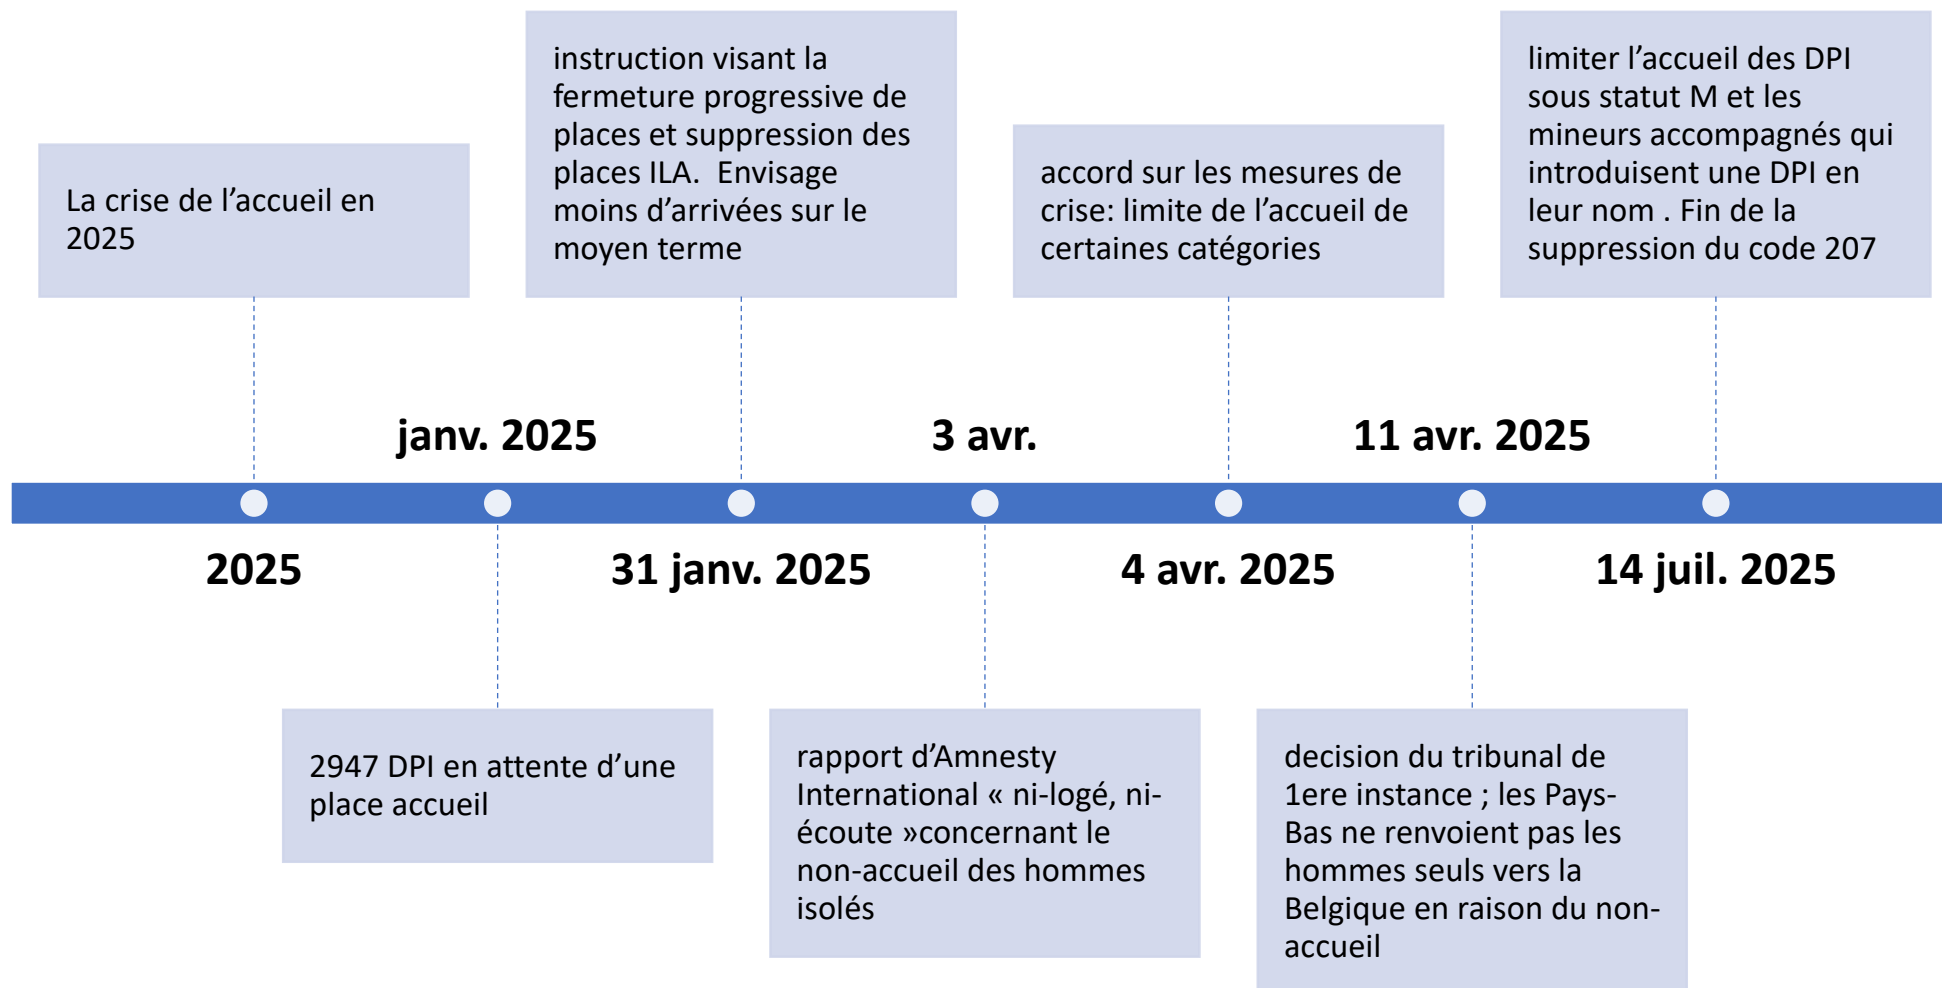 La crise de l’accueil en
2025
2025
janv. 2025
2947 DPI en attente d’une
place accueil
instruction visant la
fermeture progressive de
places et suppression des
places ILA.  Envisage
moins d’arrivées sur le
moyen terme
31 janv. 2025
3 avr.
rapport d’Amnesty
International « ni-logé, ni-
écoute »concernant le
non-accueil des hommes
isolés
accord sur les mesures de
crise: limite de l’accueil de
certaines catégories
4 avr. 2025
11 avr. 2025
decision du tribunal de
1ere instance ; les Pays-
Bas ne renvoient pas les
hommes seuls vers la
Belgique en raison du non-
accueil
limiter l’accueil des DPI
sous statut M et les
mineurs accompagnés qui
introduisent une DPI en
leur nom . Fin de la
suppression du code 207
14 juil. 2025